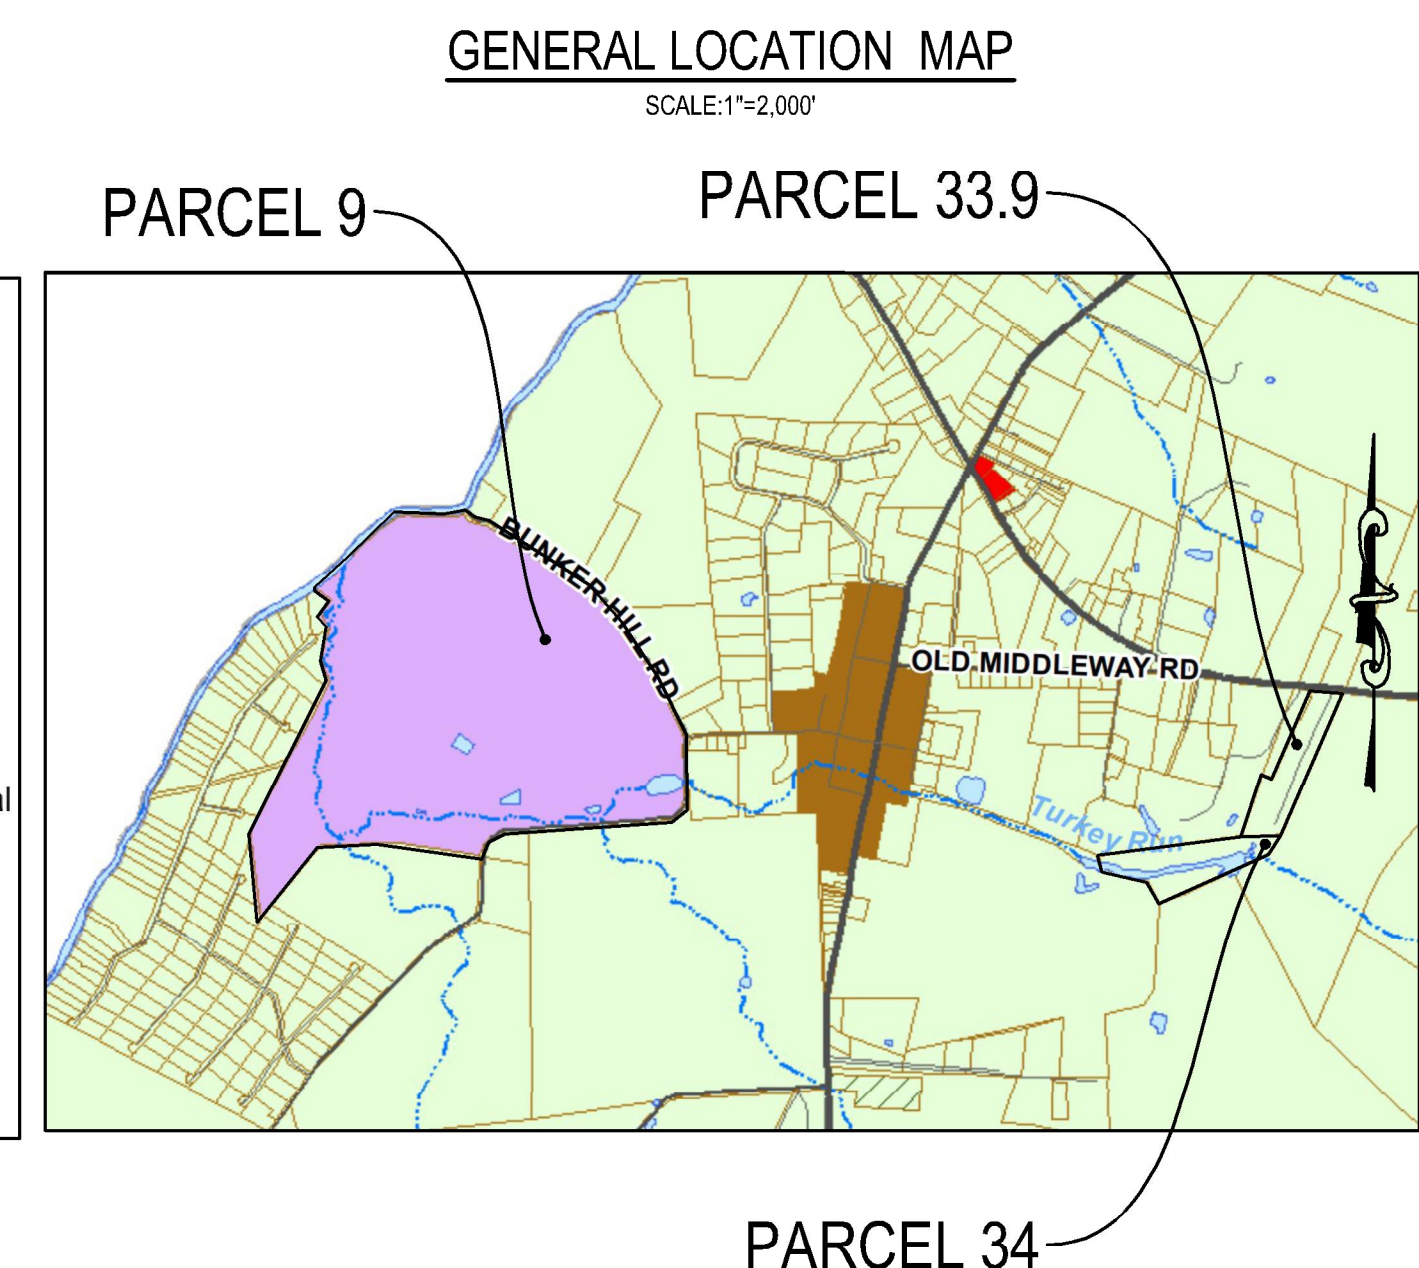 GENERAL LOCATION MAP
SCALE:1"=2,000'
PARCEL 9
PARCEL 33.9
BUNKER HILL RD
OLD MIDDLEWAY RD
al
Turkey Run
PARCEL 34